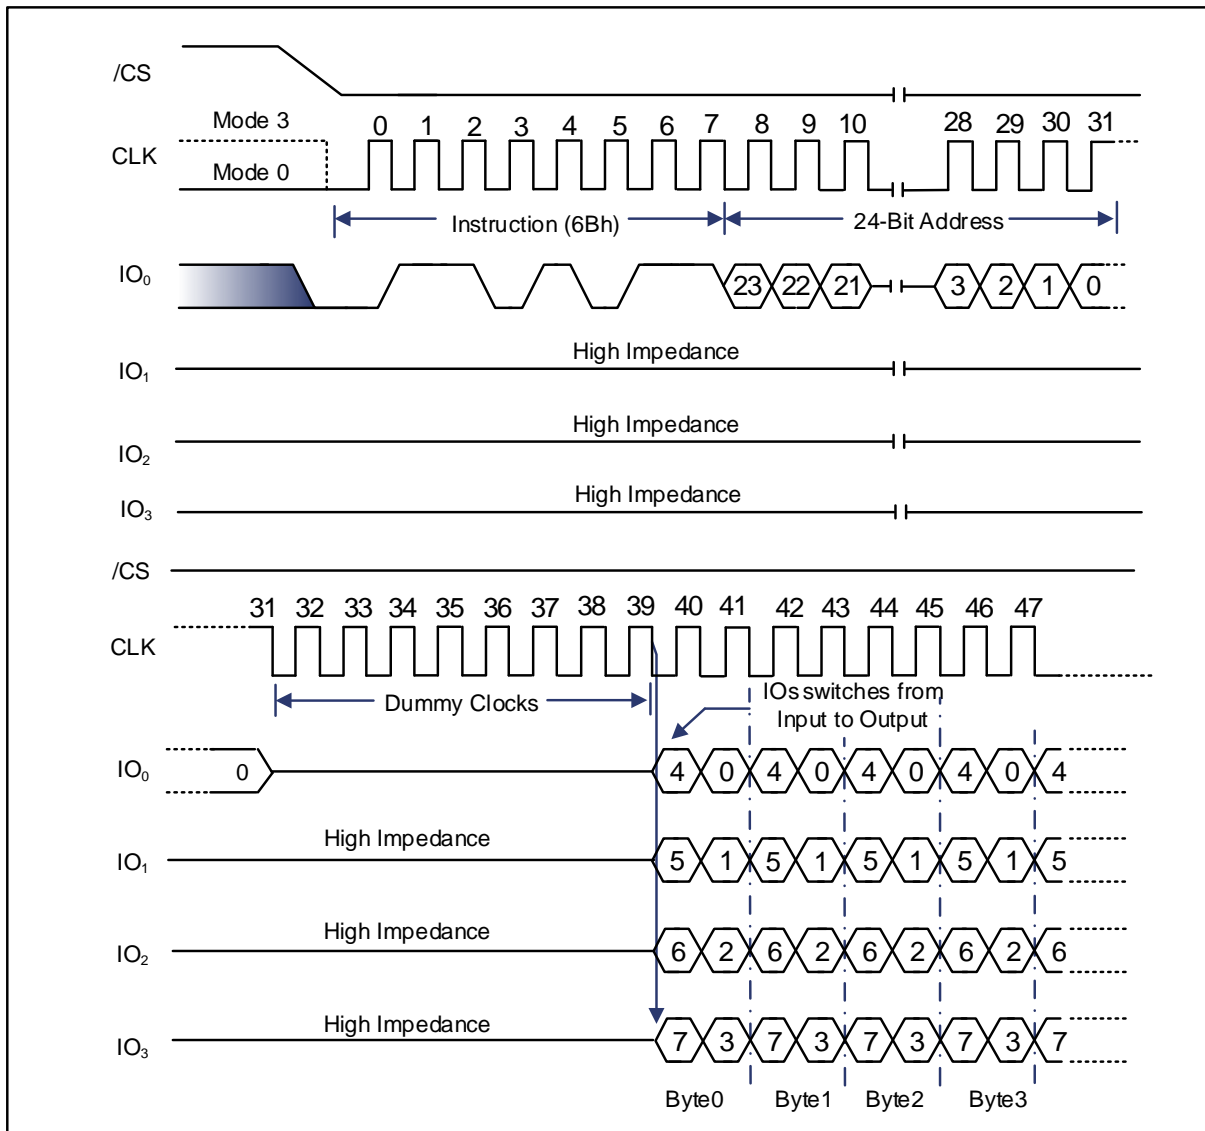 /CS
Mode 3
0 1 2 3 4 5 6 7 8 9 10 28 29 30 31
CLK
Mode 0
Instruction (6Bh) 24-Bit Address
IO₀ 23 22 21 3 2 1 0
High Impedance
IO₁
High Impedance
IO₂
High Impedance
IO₃
/CS
31 32 33 34 35 36 37 38 39 40 41 42 43 44 45 46 47
CLK
Dummy Clocks
IOs switches from
Input to Output
IO₀ 0 4 0 4 0 4 0 4 0 4
High Impedance
IO₁ 5 1 5 1 5 1 5 1 5
High Impedance
IO₂ 6 2 6 2 6 2 6 2 6
High Impedance
IO₃ 7 3 7 3 7 3 7 3 7
Byte0 Byte1 Byte2 Byte3